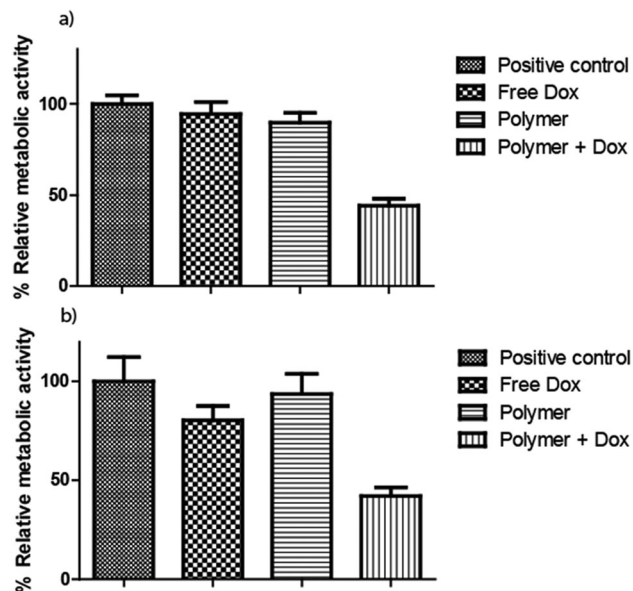 a)
% Relative metabolic activity
100
50
0
Positive control
Free Dox
Polymer
Polymer + Dox
b)
% Relative metabolic activity
100
50
0
Positive control
Free Dox
Polymer
Polymer + Dox